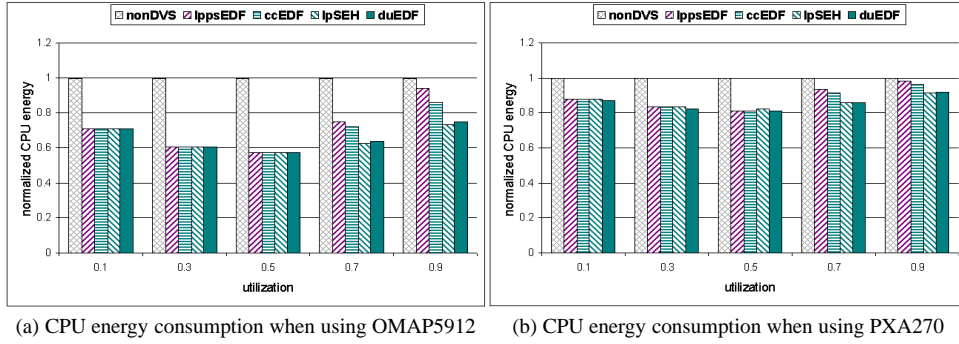 nonDVS lppsEDF ccEDF lpSEH duEDF
1.2
1
0.8
0.6
0.4
0.2
0
normalized CPU energy
0.1 0.3 0.5 0.7 0.9
utilization
(a) CPU energy consumption when using OMAP5912
nonDVS lppsEDF ccEDF lpSEH duEDF
1.2
1
0.8
0.6
0.4
0.2
0
normalized CPU energy
0.1 0.3 0.5 0.7 0.9
utilization
(b) CPU energy consumption when using PXA270